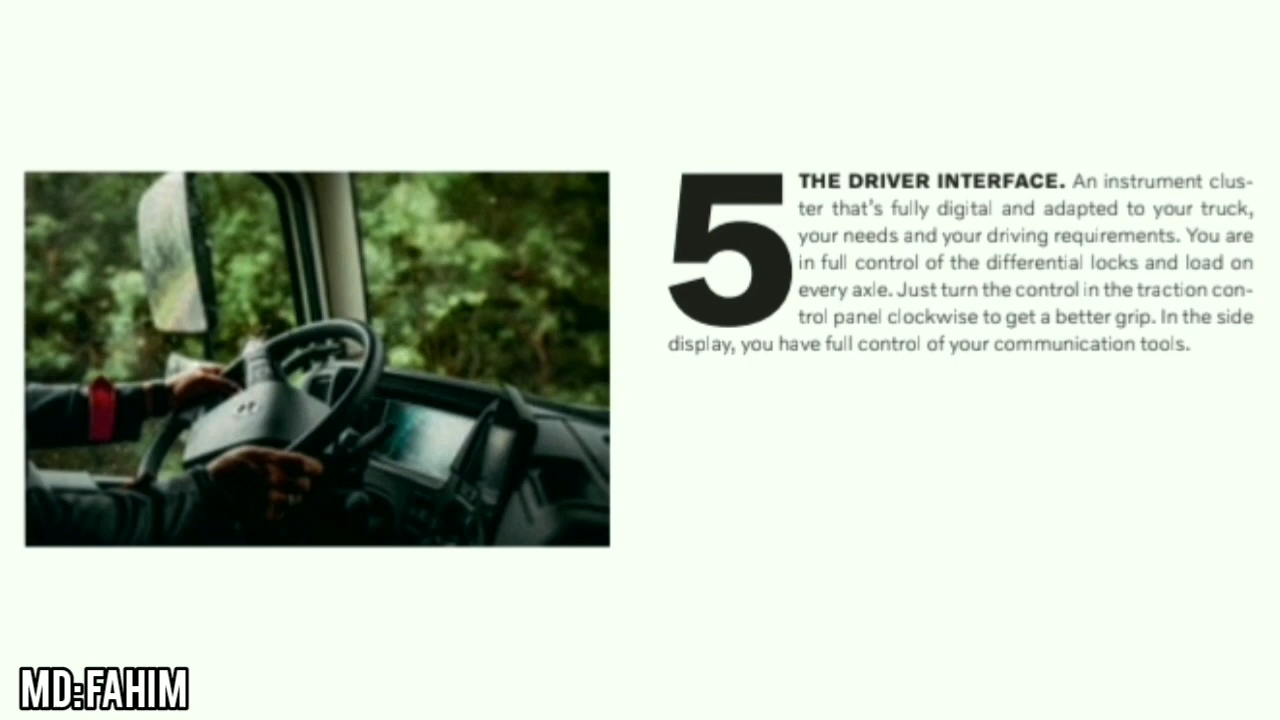 5
THE DRIVER INTERFACE. An instrument clus-
ter that's fully digital and adapted to your truck,
your needs and your driving requirements. You are
in full control of the differential locks and load on
every axle. Just turn the control in the traction con-
trol panel clockwise to get a better grip. In the side
display, you have full control of your communication tools.
MD:FAHIM